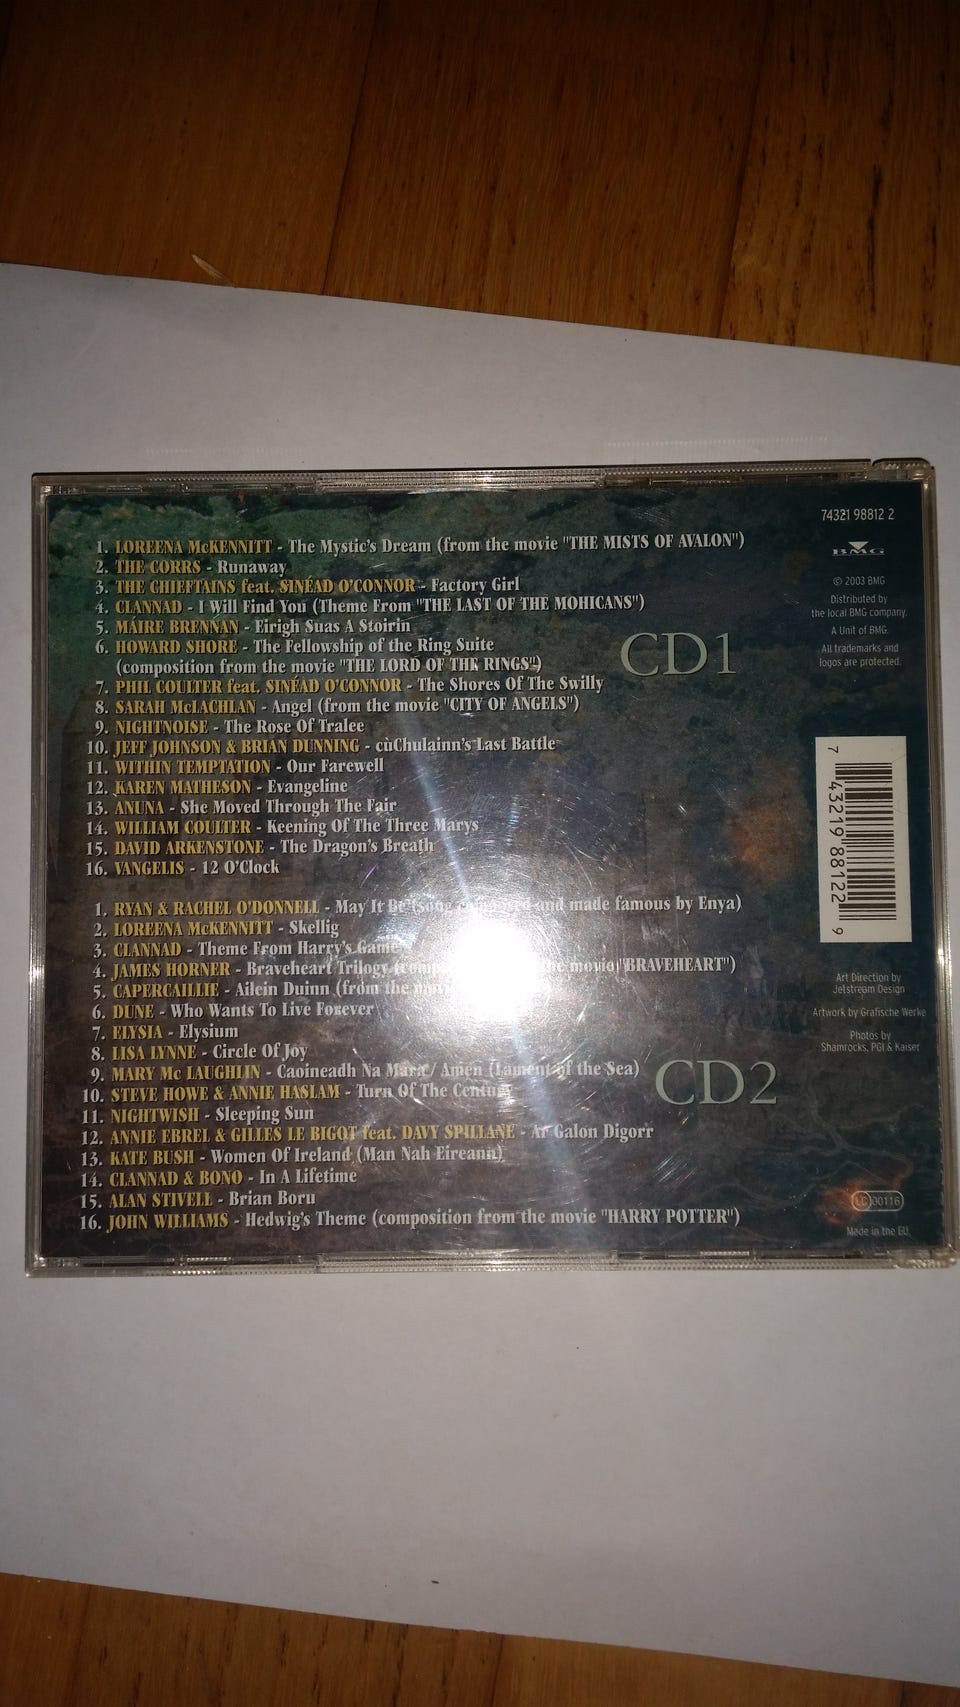 1. LOREENA McKENNITT - The Mystic's Dream (from the movie "THE MISTS OF AVALON")
2. THE CORRS - Runaway
3. THE CHIEFTAINS feat. SINÉAD O'CONNOR - Factory Girl
4. CLANNAD - I Will Find You (Theme From "THE LAST OF THE MOHICANS")
5. MÁIRE BRENNAN - Eirigh Suas A Stoirin
6. HOWARD SHORE - The Fellowship of the Ring Suite
(composition from the movie "THE LORD OF THE RINGS")
7. PHIL COULTER feat. SINÉAD O'CONNOR - The Shores Of The Swilly
8. SARAH McLACHLAN - Angel (from the movie "CITY OF ANGELS")
9. NIGHTNOISE - The Rose Of Tralee
10. JEFF JOHNSON & BRIAN DUNNING - cùChulainn's Last Battle
11. WITHIN TEMPTATION - Our Farewell
12. KAREN MATHESON - Evangeline
13. ANUNA - She Moved Through The Fair
14. WILLIAM COULTER - Keening Of The Three Marys
15. DAVID ARKENSTONE - The Dragon's Breath
16. VANGELIS - 12 O'Clock
CD1
1. RYAN & RACHEL O'DONNELL - May It Be (song composed and made famous by Enya)
2. LOREENA McKENNITT - Skellig
3. CLANNAD - Theme From Harry's Game
4. JAMES HORNER - Braveheart Trilogy the movie "BRAVEHEART")
5. CAPERCAILLIE - Ailein Duinn (from the
6. DUNE - Who Wants To Live Forever
7. ELYSIA - Elysium
8. LISA LYNNE - Circle Of Joy
9. MARY Mc LAUGHLIN - Caoineadh Na Mara / Amen (Lament of the Sea)
10. STEVE HOWE & ANNIE HASLAM - Turn Of The Century
11. NIGHTWISH - Sleeping Sun
12. ANNIE EBREL & GILLES LE BIGOT feat. DAVY SPILLANE - Ar Galon Digorr
13. KATE BUSH - Women Of Ireland (Man Nah Eireann)
14. CLANNAD & BONO - In A Lifetime
15. ALAN STIVELL - Brian Boru
16. JOHN WILLIAMS - Hedwig's Theme (composition from the movie "HARRY POTTER")
CD2
74321 98812 2
BMG
© 2003 BMG
Distributed by
the local BMG company.
A Unit of BMG.
All trademarks and
logos are protected.
7 43219 88122 9
Art Direction by
Jetstream Design
Artwork by Grafische Werke
Photos by
Shamrocks, PGI & Kaiser
LC 00116
Made in the EU